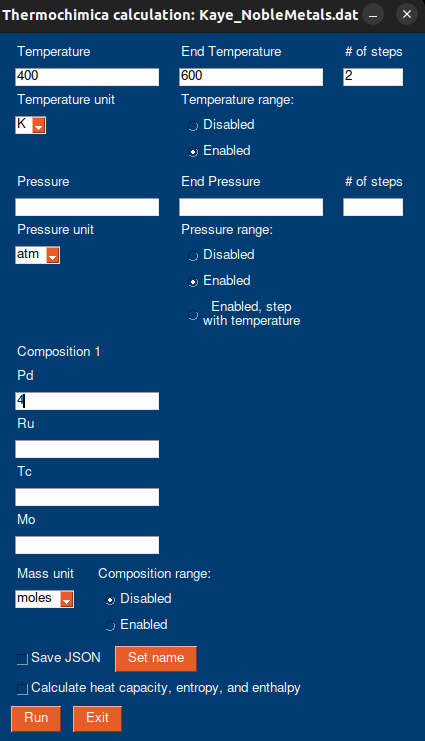 Thermochimica calculation: Kaye_NobleMetals.dat
Temperature End Temperature # of steps
400 600 2
Temperature unit Temperature range:
K Disabled
Enabled
Pressure End Pressure # of steps
Pressure unit Pressure range:
atm Disabled
Enabled
Enabled, step
with temperature
Composition 1
Pd
4
Ru
Tc
Mo
Mass unit Composition range:
moles Disabled
Enabled
Save JSON Set name
Calculate heat capacity, entropy, and enthalpy
Run Exit